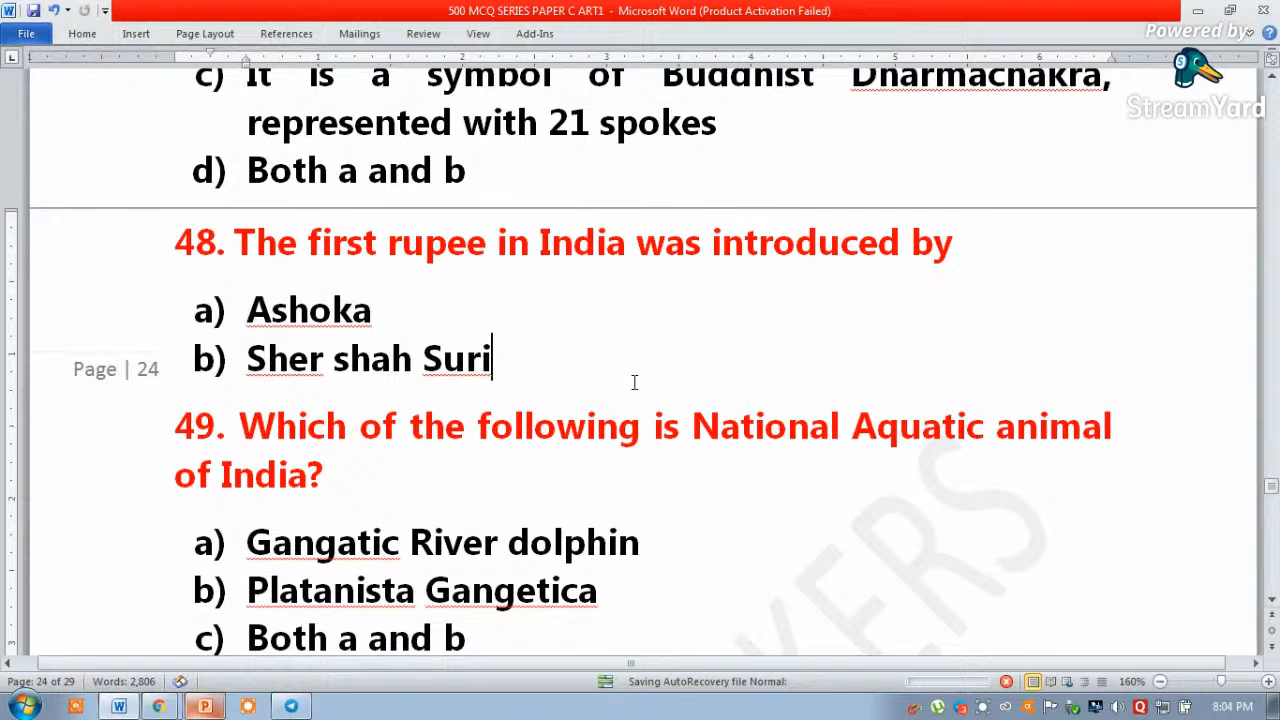 500 MCQ SERIES PAPER C ART1 - Microsoft Word (Product Activation Failed)
File Home Insert Page Layout References Mailings Review View Add-Ins
Powered by
StreamYard
c) It is a symbol of Buddhist Dharmachakra,
represented with 21 spokes
d) Both a and b
48. The first rupee in India was introduced by
a) Ashoka
b) Sher shah Suri
Page | 24
49. Which of the following is National Aquatic animal
of India?
a) Gangatic River dolphin
b) Platanista Gangetica
c) Both a and b
KERS
Page: 24 of 29 Words: 2,806 Saving AutoRecovery file Normal: 160%
8:04 PM